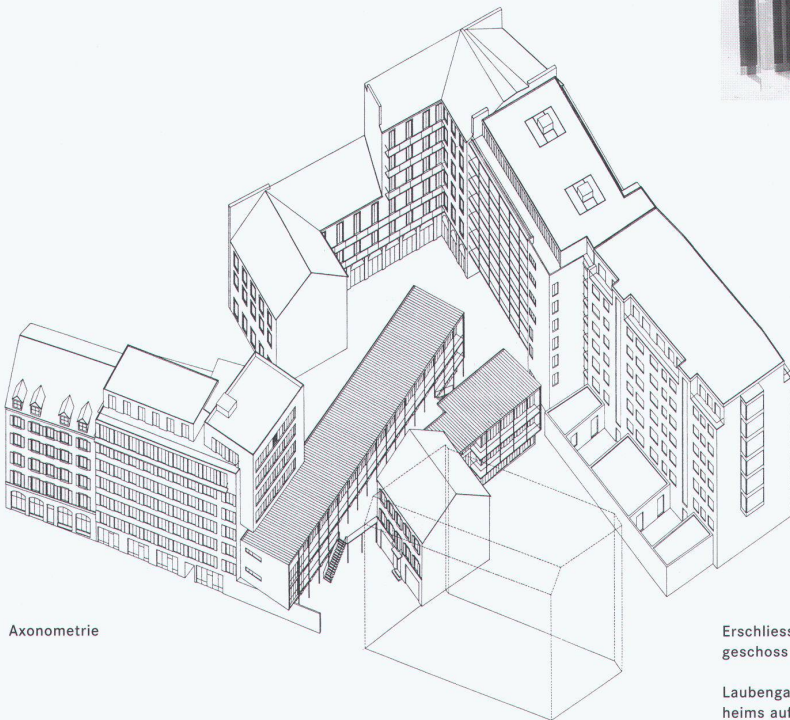 Axonometrie
Erschliess
geschoss
Laubenga
heims auf